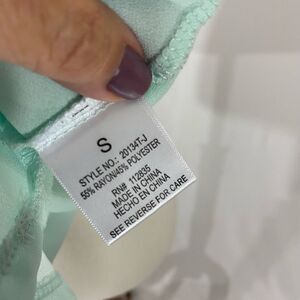 S
STYLE NO.: 20134T-J
55% RAYON/45% POLYESTER
RN# 112835
MADE IN CHINA
HECHO EN CHINA
SEE REVERSE FOR CARE